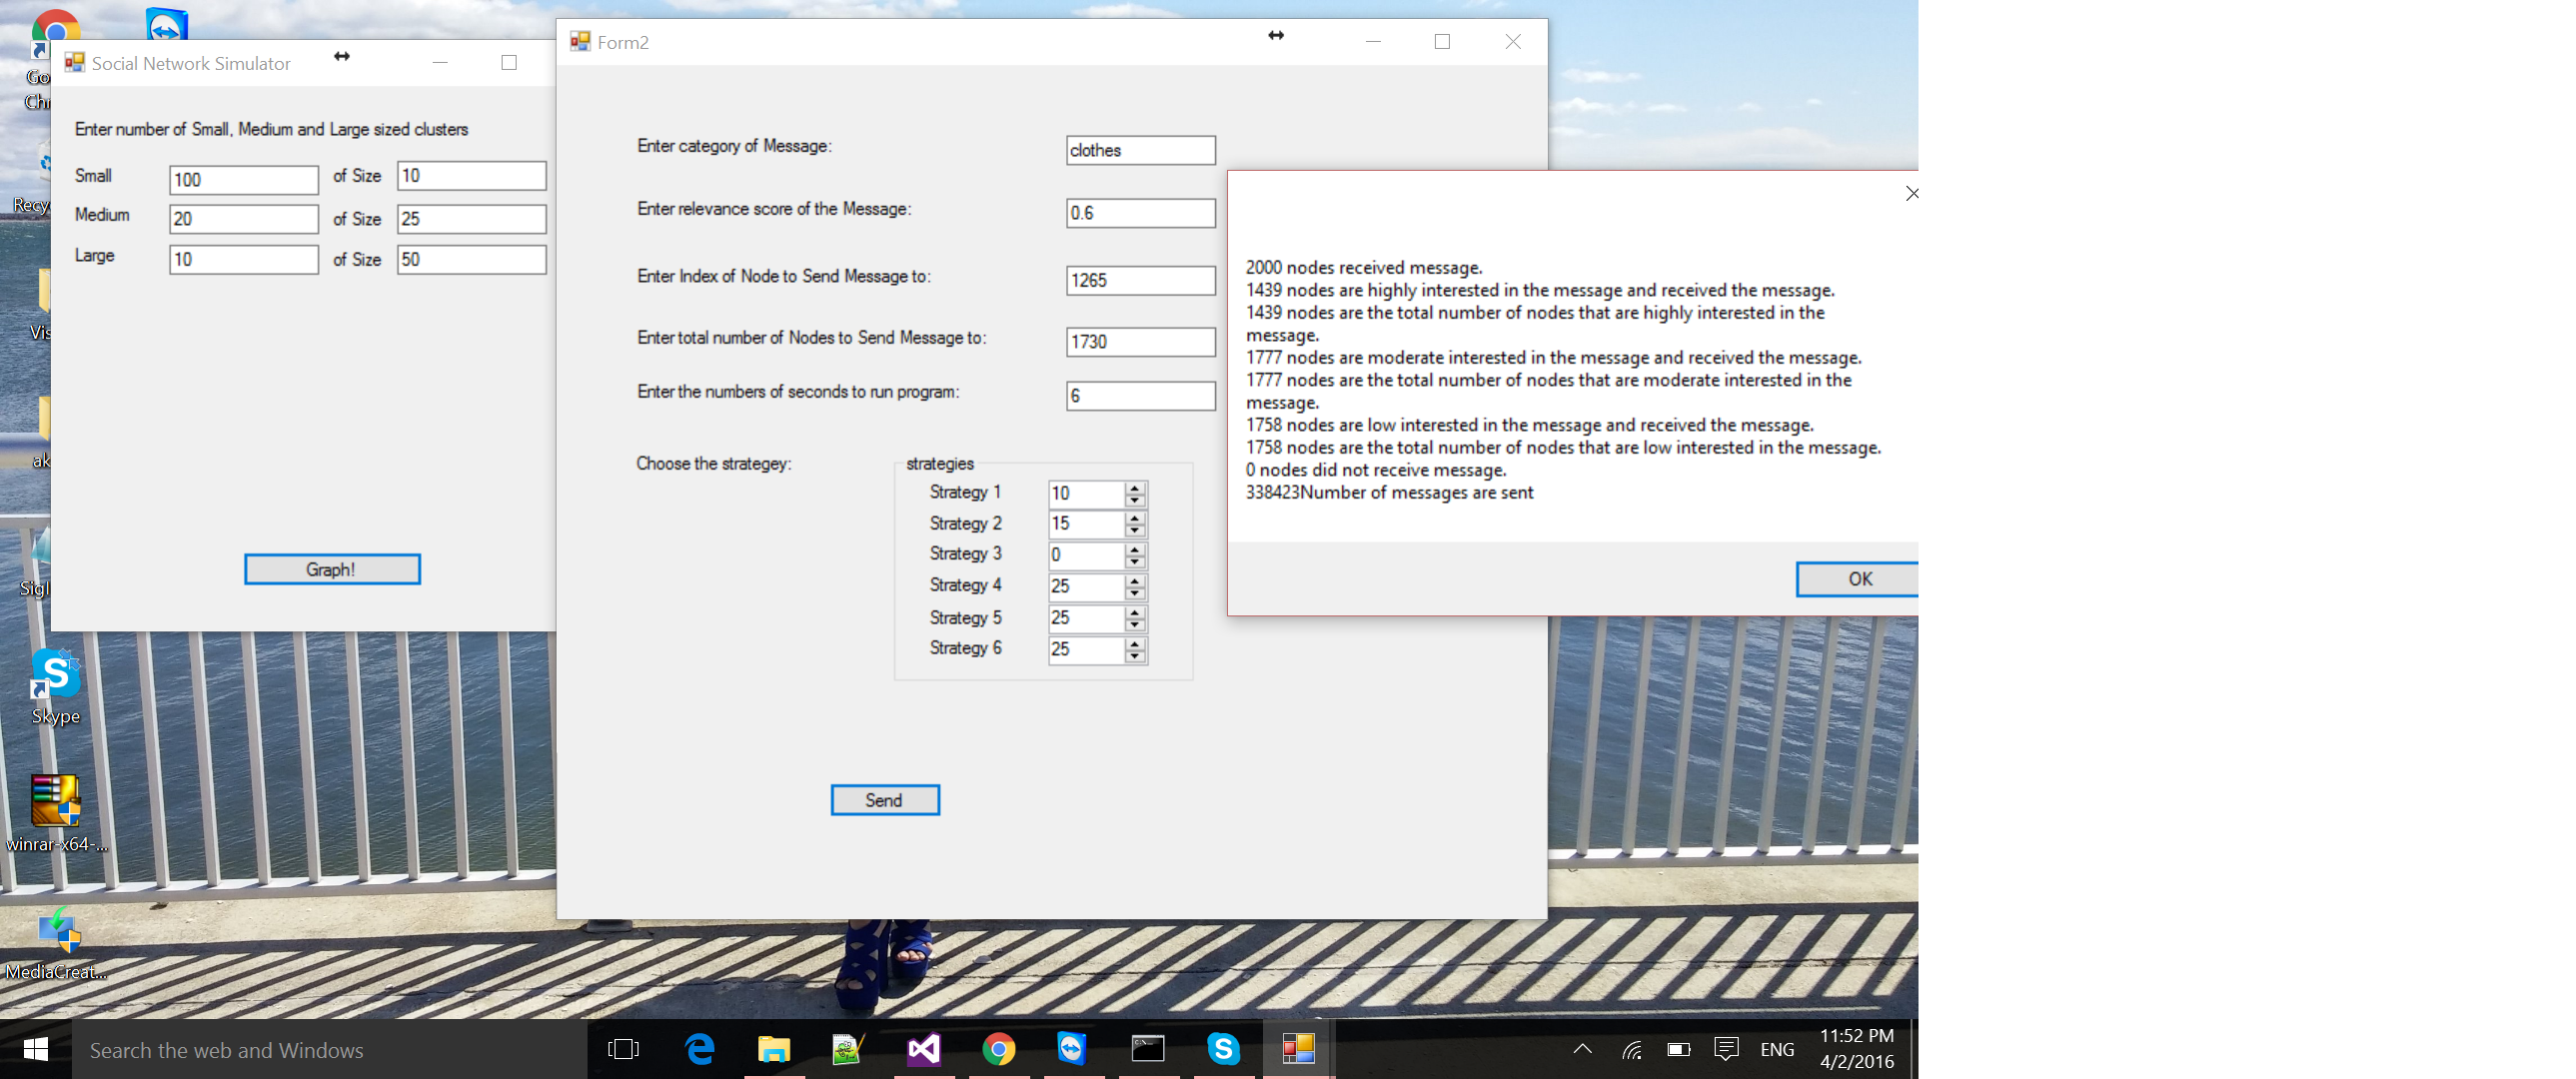 Go
Chr
Recy
Vis
ak
Sigl
Skype
winrar-x64-...
MediaCreat...
Social Network Simulator
Enter number of Small, Medium and Large sized clusters
Small 100 of Size 10
Medium 20 of Size 25
Large 10 of Size 50
Graph!
Form2
Enter category of Message: clothes
Enter relevance score of the Message: 0.6
Enter Index of Node to Send Message to: 1265
Enter total number of Nodes to Send Message to: 1730
Enter the numbers of seconds to run program: 6
Choose the strategey: strategies
Strategy 1 10
Strategy 2 15
Strategy 3 0
Strategy 4 25
Strategy 5 25
Strategy 6 25
Send
2000 nodes received message.
1439 nodes are highly interested in the message and received the message.
1439 nodes are the total number of nodes that are highly interested in the
message.
1777 nodes are moderate interested in the message and received the message.
1777 nodes are the total number of nodes that are moderate interested in the
message.
1758 nodes are low interested in the message and received the message.
1758 nodes are the total number of nodes that are low interested in the message.
0 nodes did not receive message.
338423Number of messages are sent
OK
Search the web and Windows
ENG
11:52 PM
4/2/2016